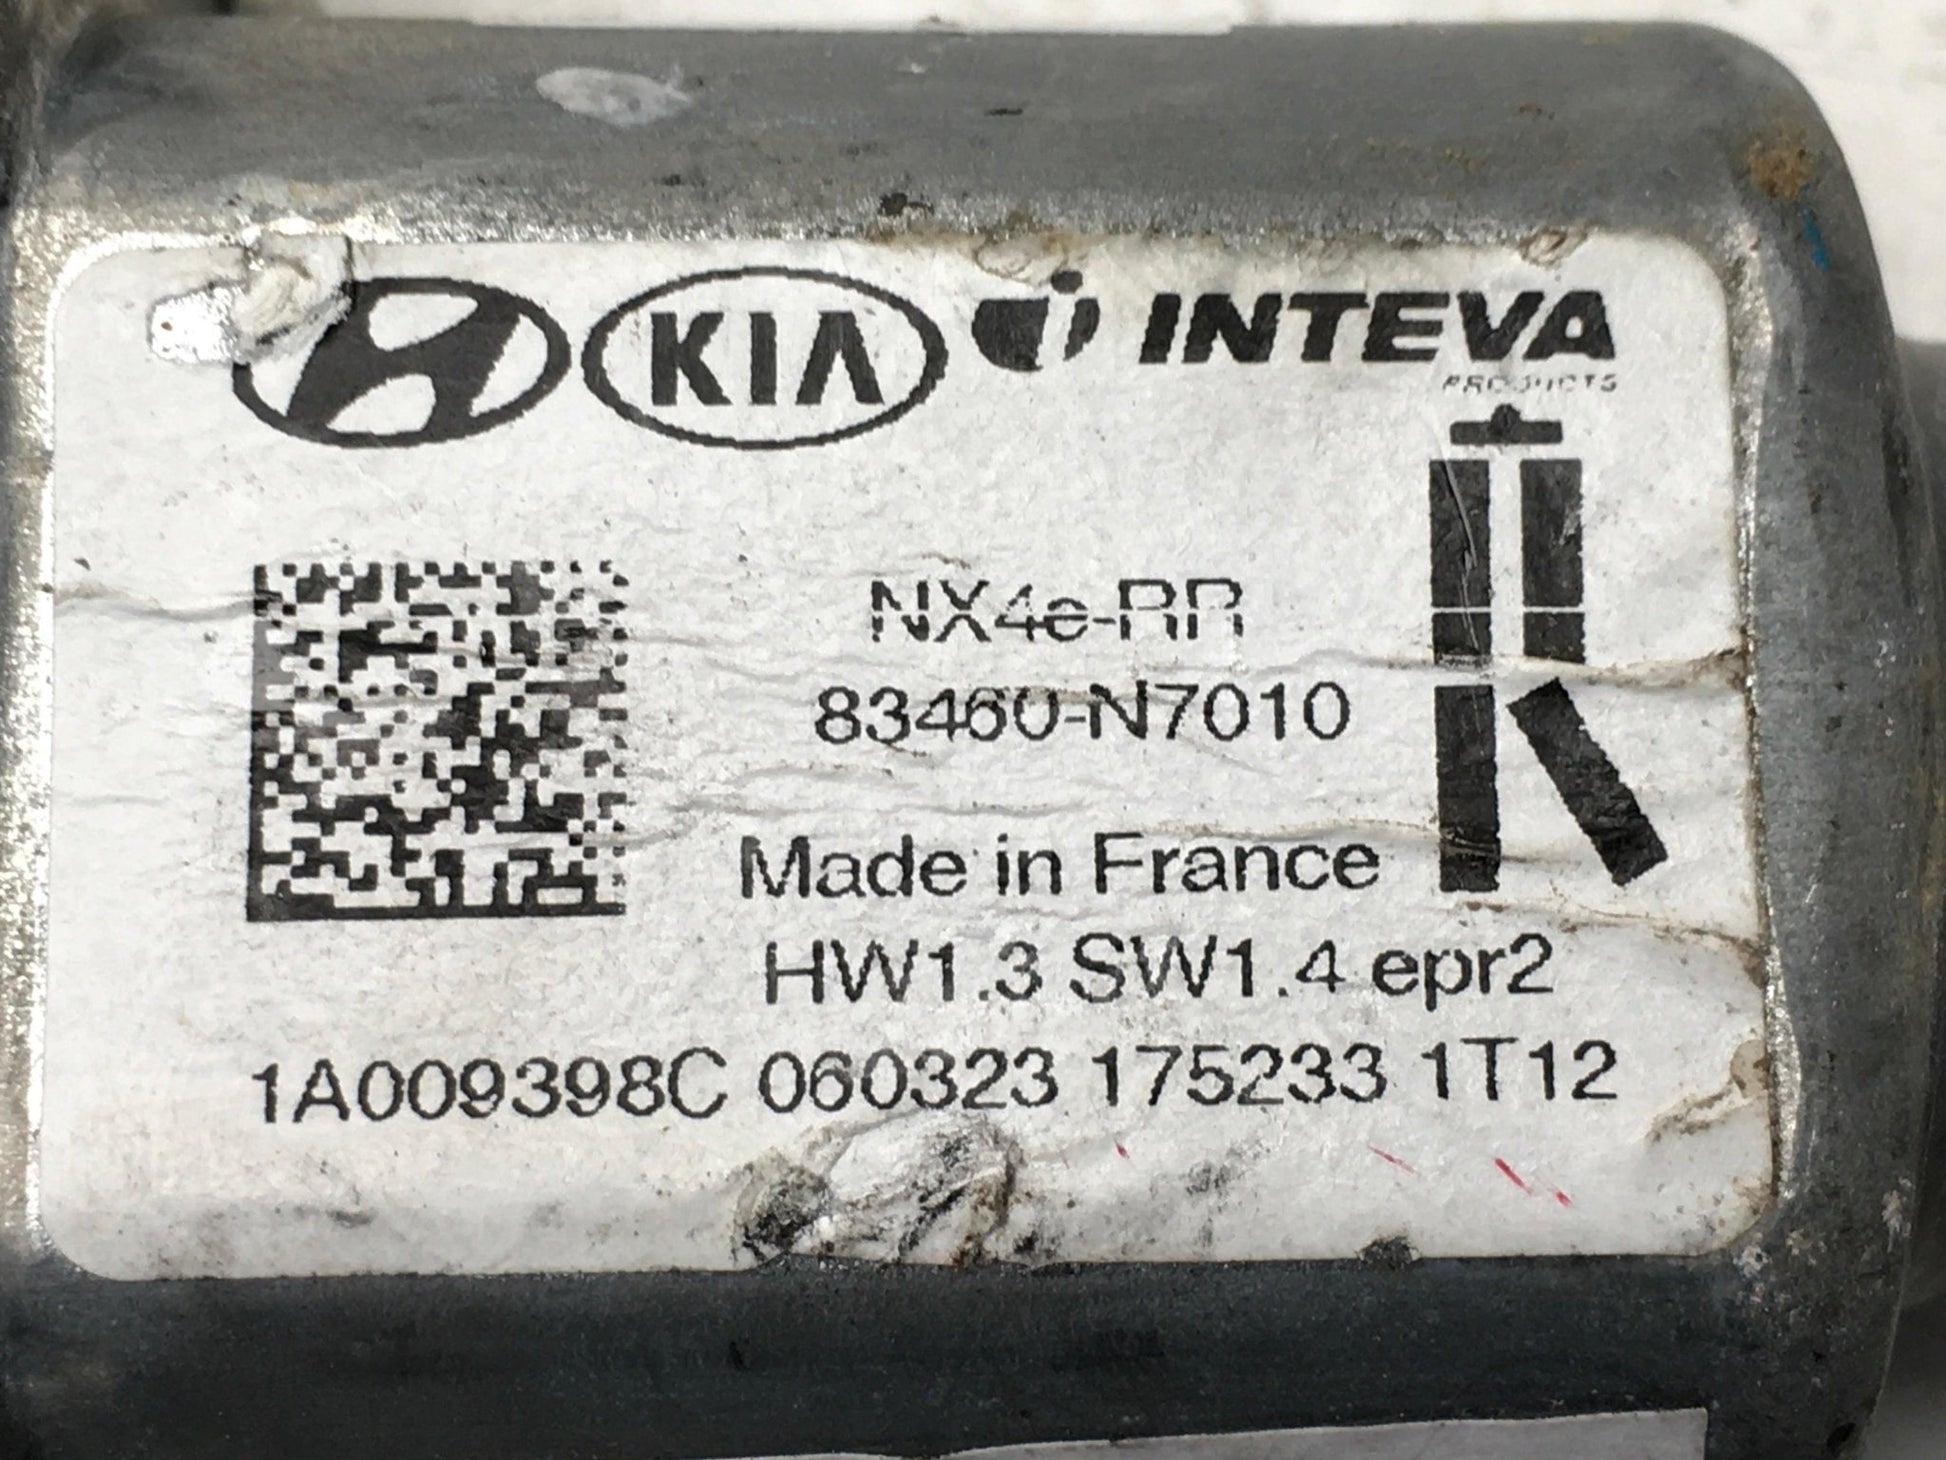 KIA INTEVA
PRODUCTS
NX4e-RR
83460-N7010
Made in France
HW1.3 SW1.4 epr2
1A009398C 060323 175233 1T12
R